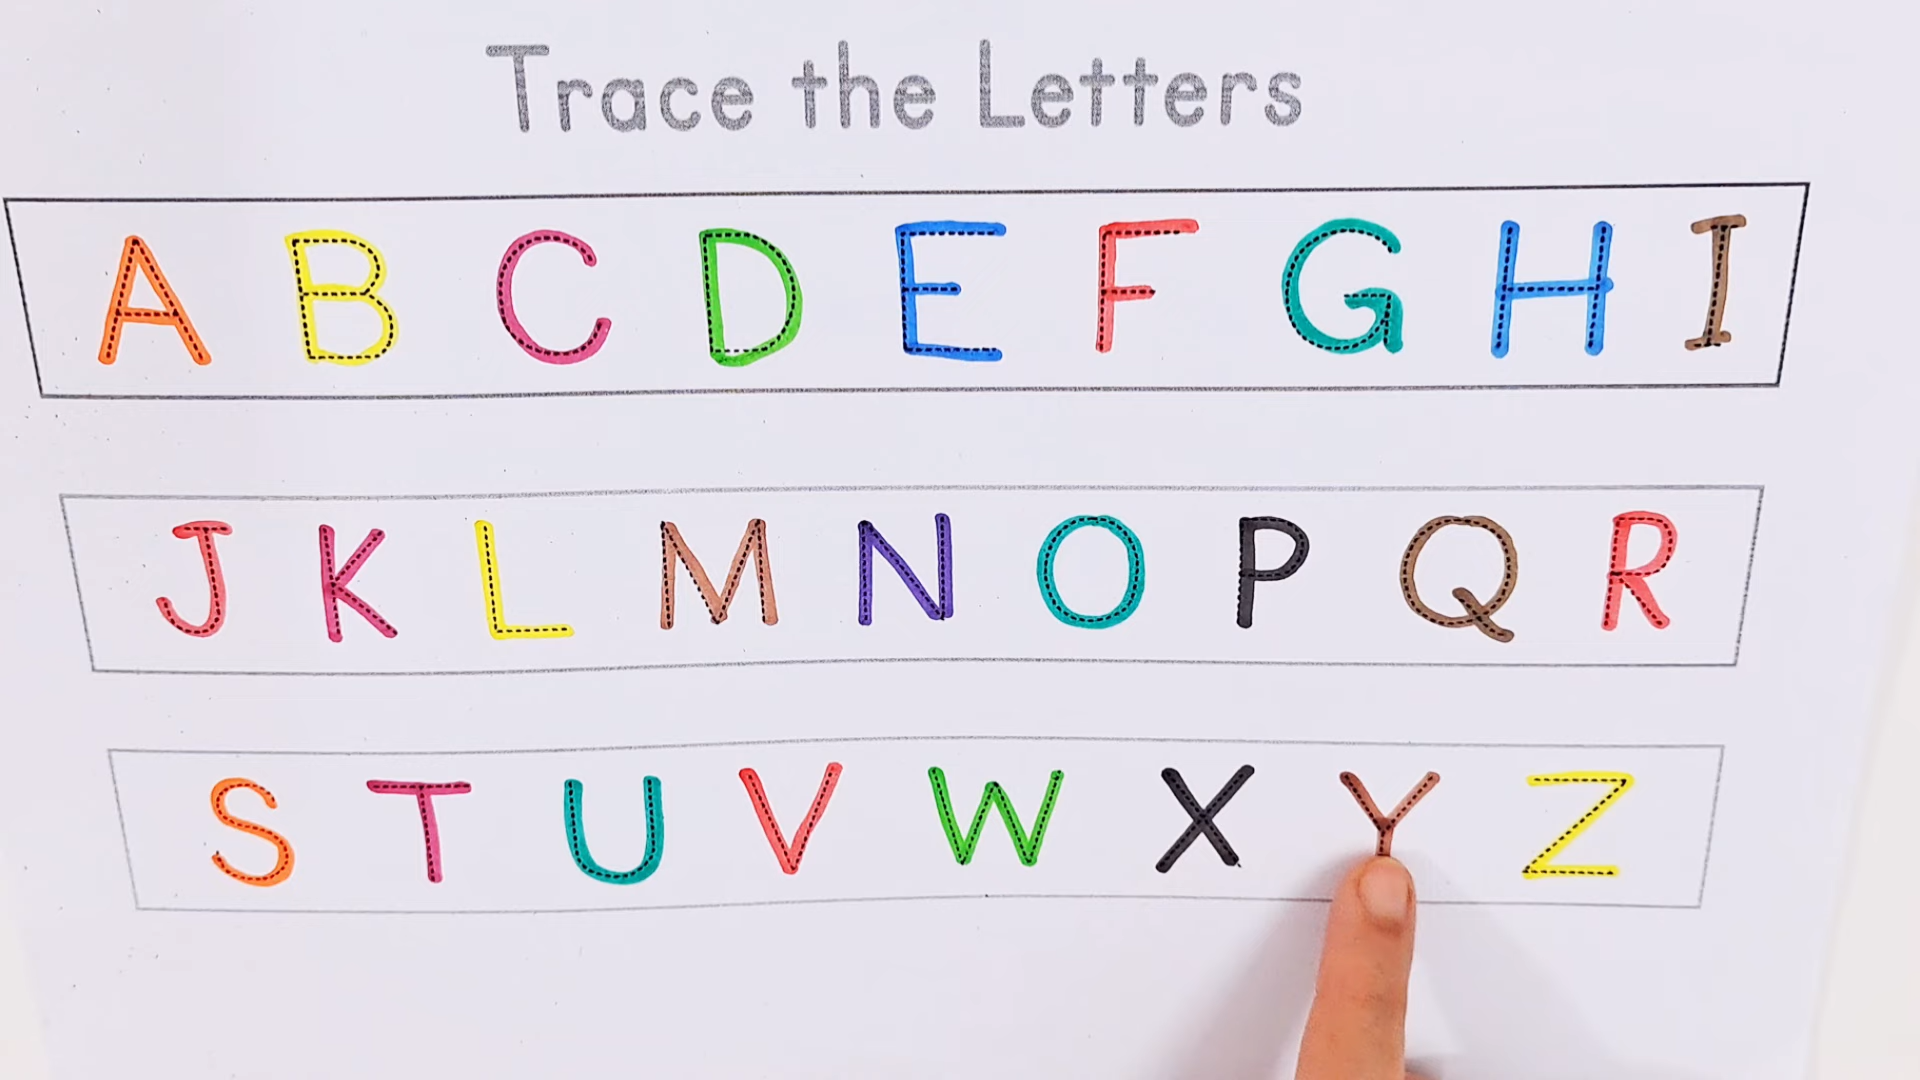 Trace the Letters
A B C D E F G H I
J K L M N O P Q R
S T U V W X Y Z